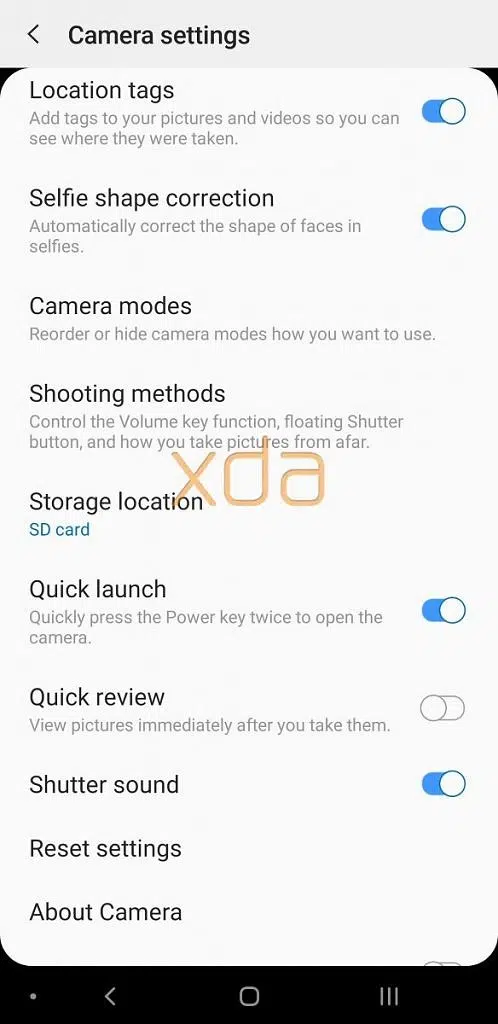 Camera settings
Location tags
Add tags to your pictures and videos so you can
see where they were taken.
Selfie shape correction
Automatically correct the shape of faces in
selfies.
Camera modes
Reorder or hide camera modes how you want to use.
Shooting methods
Control the Volume key function, floating Shutter
button, and how you take pictures from afar.
xda
Storage location
SD card
Quick launch
Quickly press the Power key twice to open the
camera.
Quick review
View pictures immediately after you take them.
Shutter sound
Reset settings
About Camera